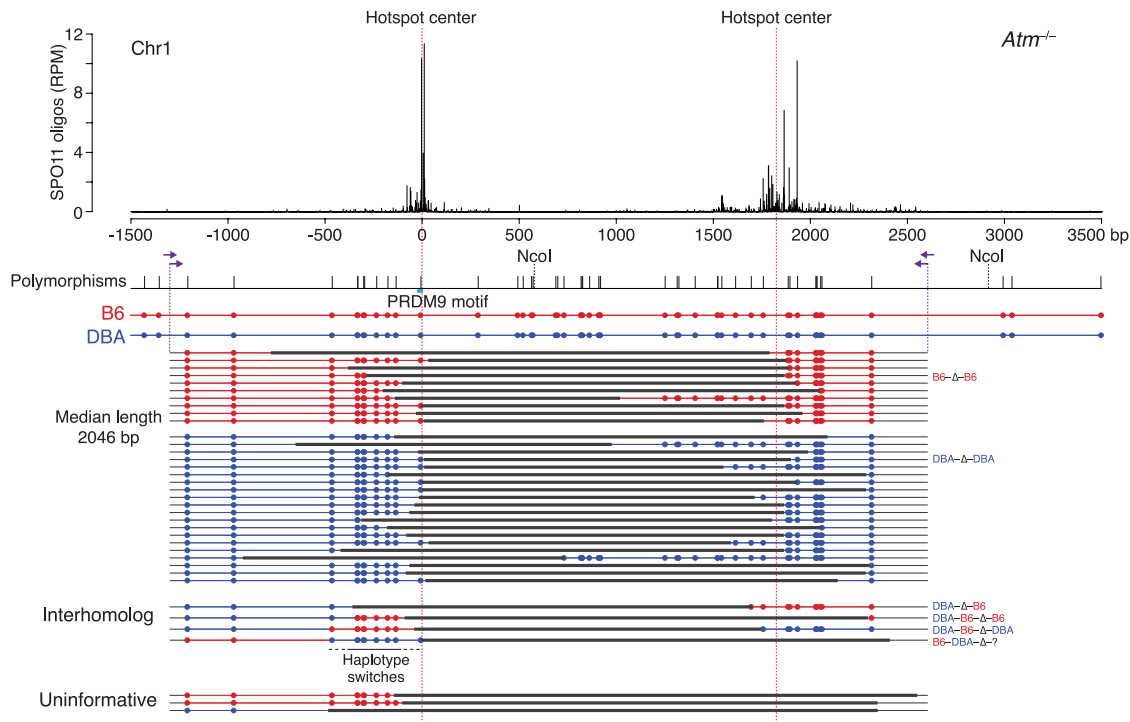 Hotspot center Hotspot center
Chr1
Atm–/–
SPO11 oligos (RPM)
12
8
4
0
-1500 -1000 -500 0 500 1000 1500 2000 2500 3000 3500 bp
NcoI NcoI
Polymorphisms
PRDM9 motif
B6
DBA
B6–Δ–B6
Median length
2046 bp
DBA–Δ–DBA
Interhomolog
DBA–Δ–B6
DBA–B6–Δ–B6
DBA–B6–Δ–DBA
B6–DBA–Δ–?
Haplotype
switches
Uninformative